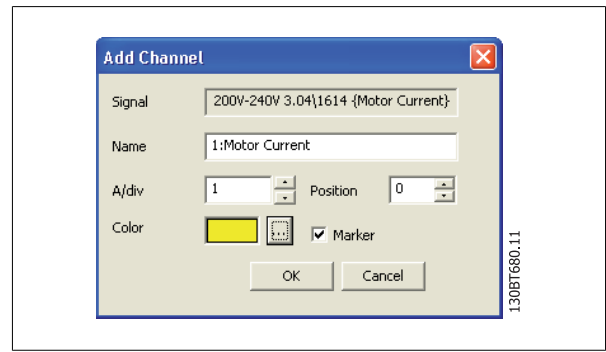 Add Channel
Signal 200V-240V 3.04\1614 {Motor Current}
Name 1:Motor Current
A/div 1 Position 0
Color ... Marker
OK Cancel
130BT680.11